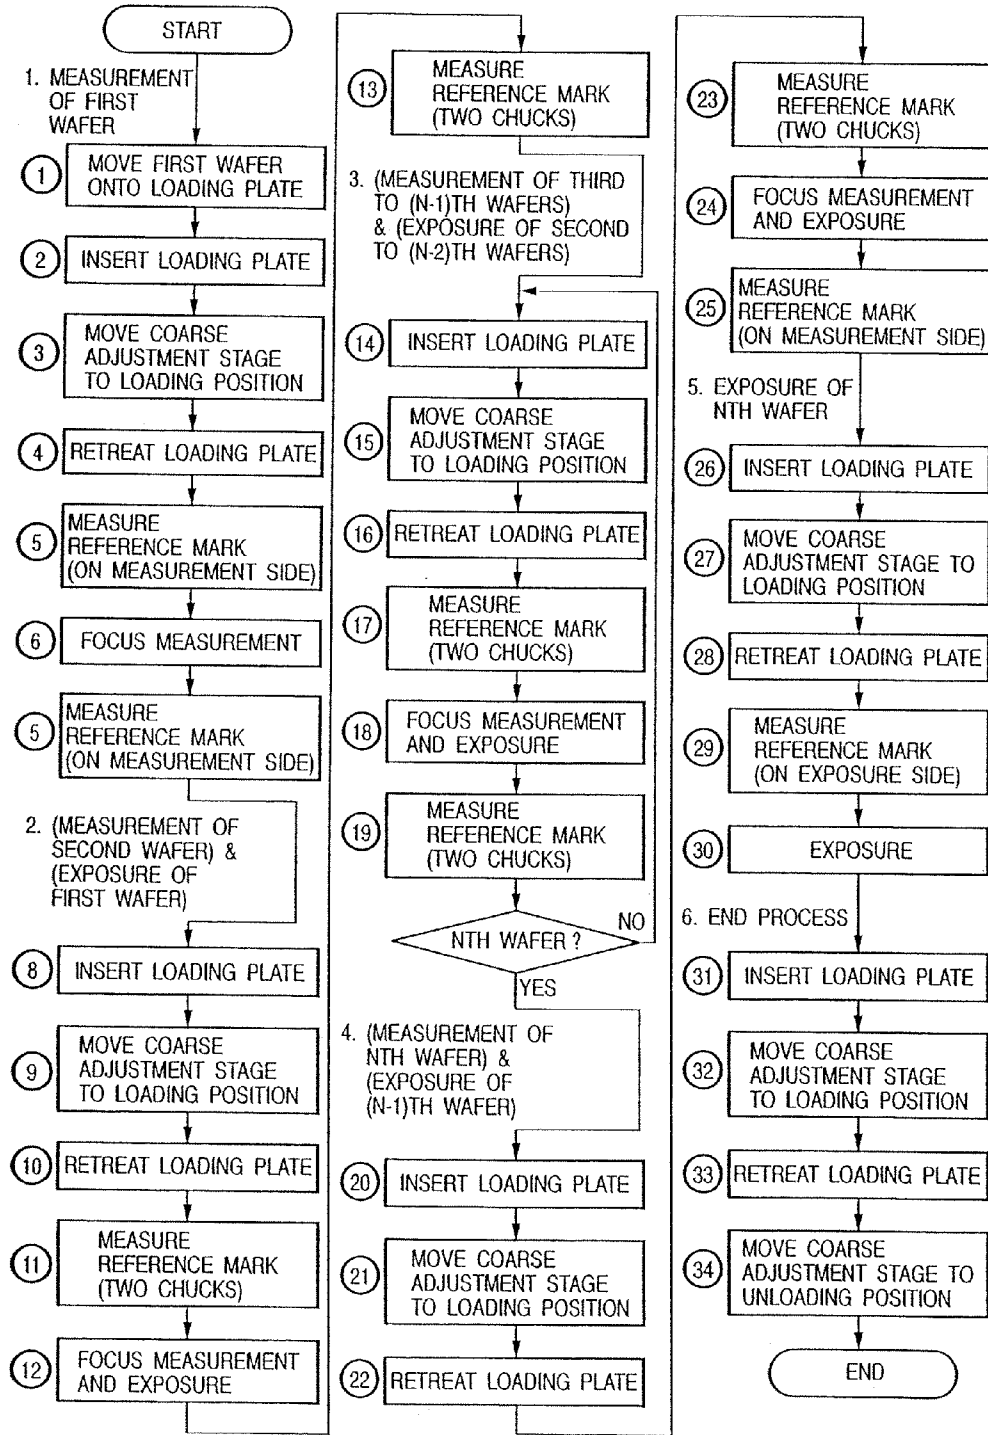 START
1. MEASUREMENT
OF FIRST
WAFER
1
MOVE FIRST WAFER
ONTO LOADING PLATE
2
INSERT LOADING PLATE
3
MOVE COARSE
ADJUSTMENT STAGE
TO LOADING POSITION
4
RETREAT LOADING PLATE
5
MEASURE
REFERENCE MARK
(ON MEASUREMENT SIDE)
6
FOCUS MEASUREMENT
5
MEASURE
REFERENCE MARK
(ON MEASUREMENT SIDE)
2. (MEASUREMENT OF
SECOND WAFER) &
(EXPOSURE OF
FIRST WAFER)
8
INSERT LOADING PLATE
9
MOVE COARSE
ADJUSTMENT STAGE
TO LOADING POSITION
10
RETREAT LOADING PLATE
11
MEASURE
REFERENCE MARK
(TWO CHUCKS)
12
FOCUS MEASUREMENT
AND EXPOSURE
13
MEASURE
REFERENCE MARK
(TWO CHUCKS)
3. (MEASUREMENT OF THIRD
TO (N-1)TH WAFERS)
& (EXPOSURE OF SECOND
TO (N-2)TH WAFERS)
14
INSERT LOADING PLATE
15
MOVE COARSE
ADJUSTMENT STAGE
TO LOADING POSITION
16
RETREAT LOADING PLATE
17
MEASURE
REFERENCE MARK
(TWO CHUCKS)
18
FOCUS MEASUREMENT
AND EXPOSURE
19
MEASURE
REFERENCE MARK
(TWO CHUCKS)
NTH WAFER ?
NO
YES
4. (MEASUREMENT OF
NTH WAFER) &
(EXPOSURE OF
(N-1)TH WAFER)
20
INSERT LOADING PLATE
21
MOVE COARSE
ADJUSTMENT STAGE
TO LOADING POSITION
22
RETREAT LOADING PLATE
23
MEASURE
REFERENCE MARK
(TWO CHUCKS)
24
FOCUS MEASUREMENT
AND EXPOSURE
25
MEASURE
REFERENCE MARK
(ON MEASUREMENT SIDE)
5. EXPOSURE OF
NTH WAFER
26
INSERT LOADING PLATE
27
MOVE COARSE
ADJUSTMENT STAGE TO
LOADING POSITION
28
RETREAT LOADING PLATE
29
MEASURE
REFERENCE MARK
(ON EXPOSURE SIDE)
30
EXPOSURE
6. END PROCESS
31
INSERT LOADING PLATE
32
MOVE COARSE
ADJUSTMENT STAGE
TO LOADING POSITION
33
RETREAT LOADING PLATE
34
MOVE COARSE
ADJUSTMENT STAGE TO
UNLOADING POSITION
END